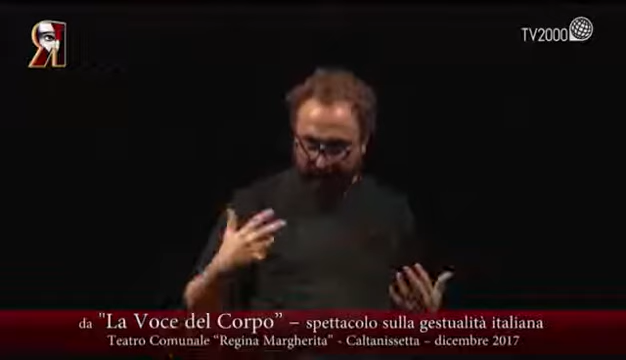 TV2000
da "La Voce del Corpo” – spettacolo sulla gestualità italiana
Teatro Comunale “Regina Margherita” - Caltanissetta – dicembre 2017